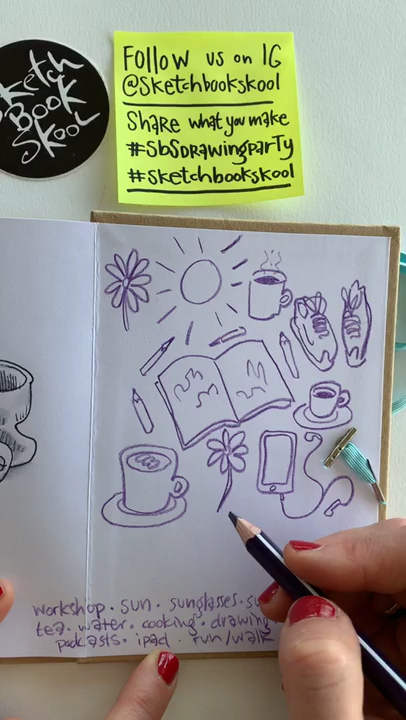 Sketch
Book
Skool
Follow us on IG
@Sketchbookskool
Share what you make
#SbSDrawingParty
#Sketchbookskool
workshop · sun · sunglasses ·
tea · water · cooking · drawing
podcasts · ipad · run/walk